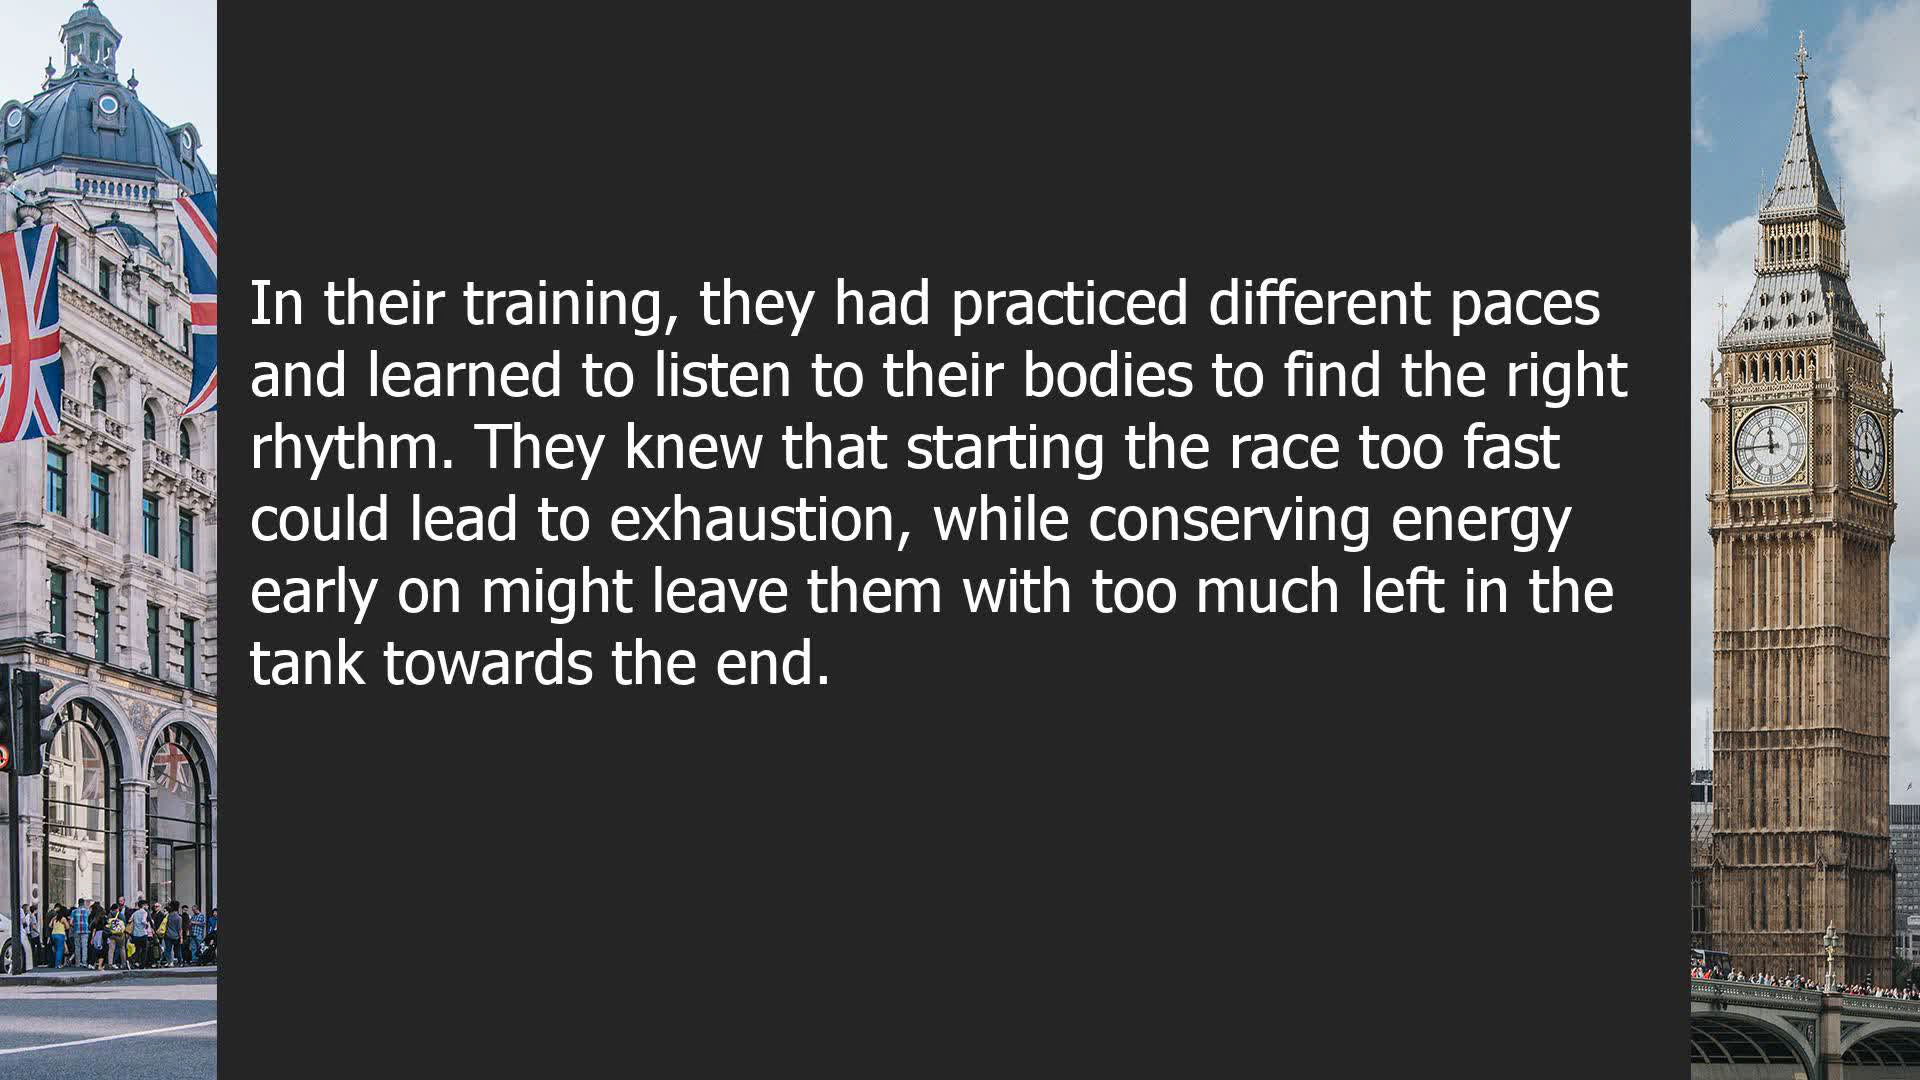 In their training, they had practiced different paces
and learned to listen to their bodies to find the right
rhythm. They knew that starting the race too fast
could lead to exhaustion, while conserving energy
early on might leave them with too much left in the
tank towards the end.